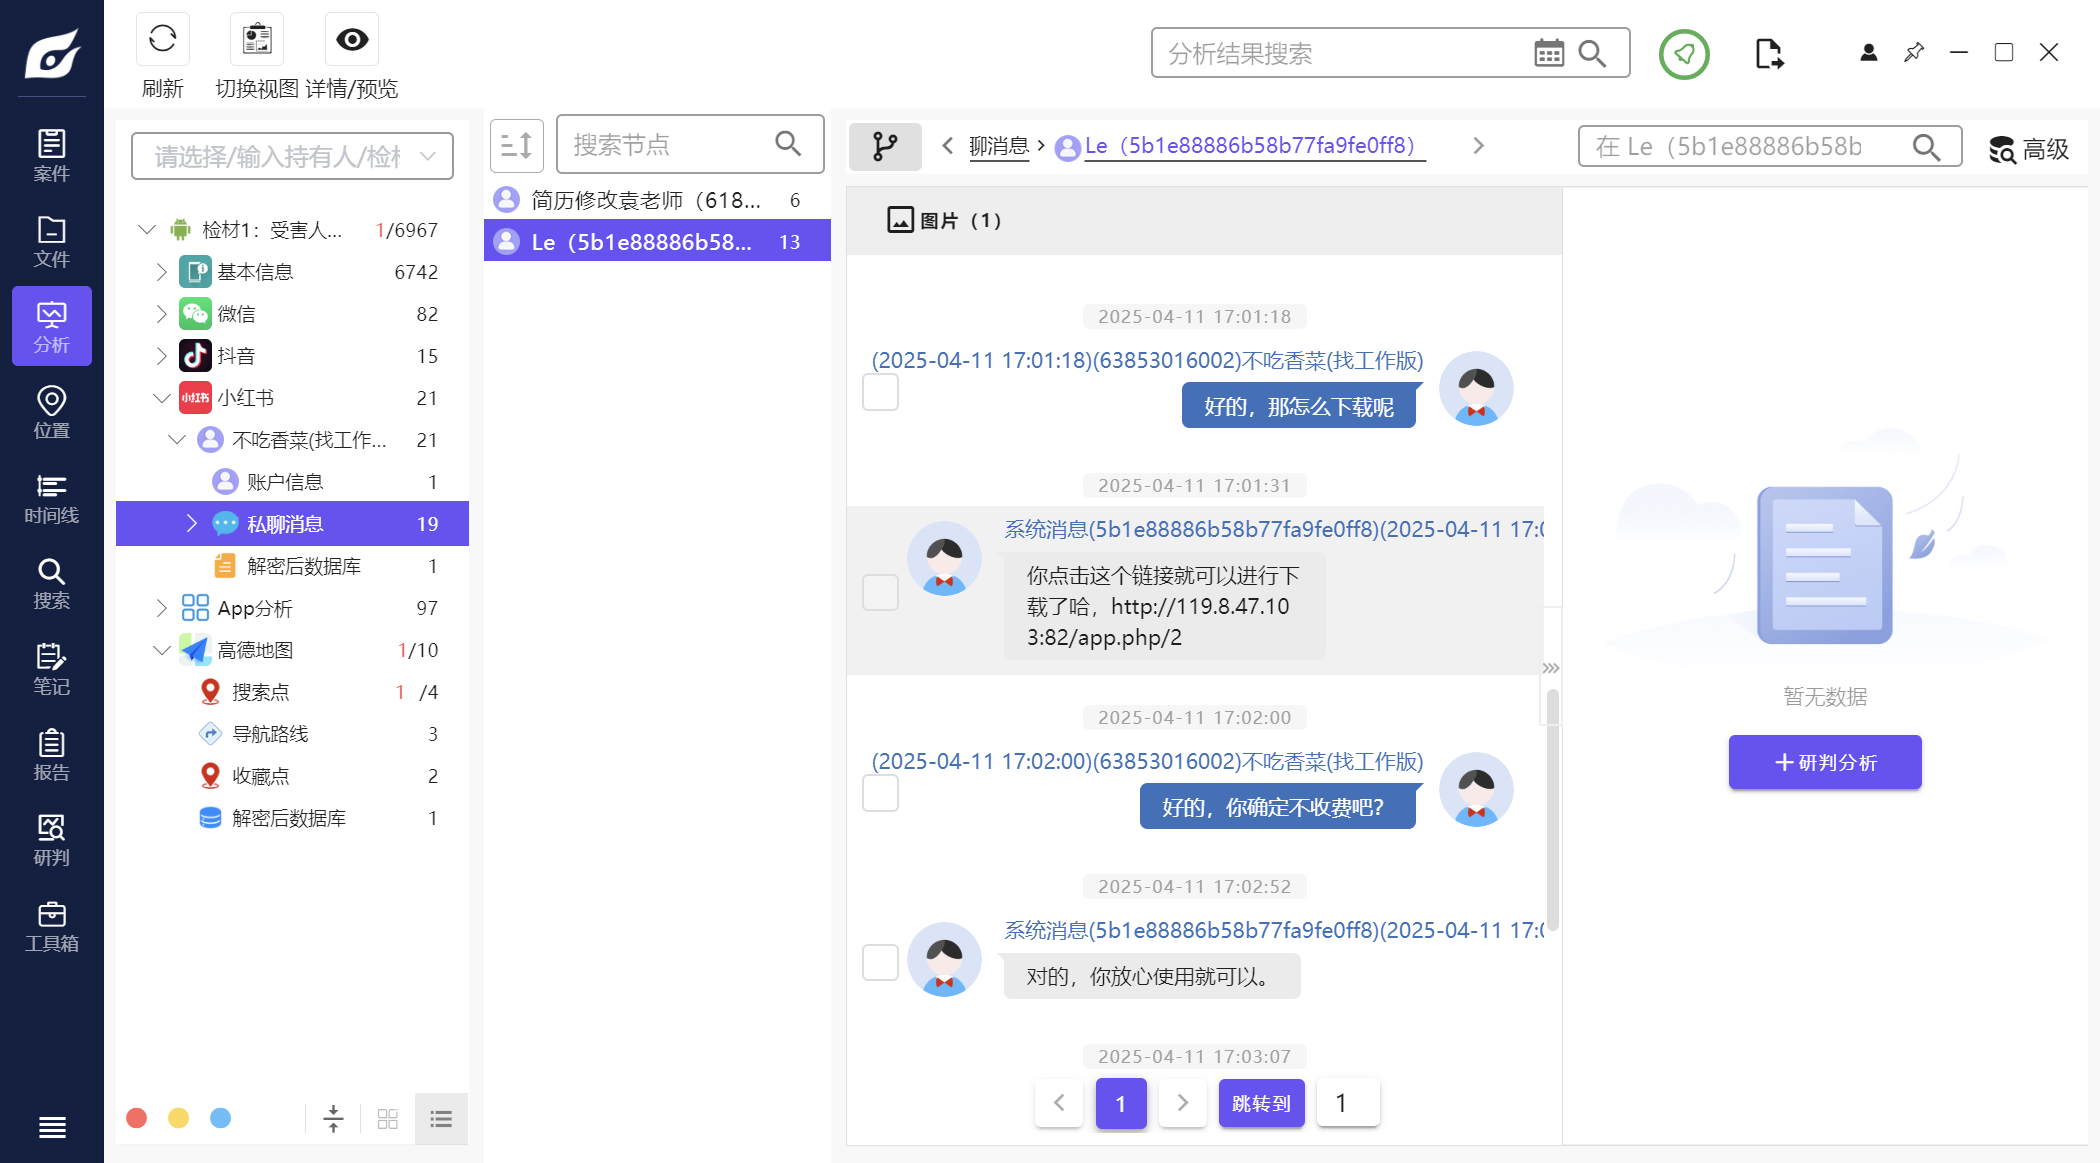 刷新
切换视图
详情/预览
分析结果搜索
案件
文件
分析
位置
时间线
搜索
笔记
报告
研判
工具箱
请选择/输入持有人/检
检材1：受害人... 1/6967
基本信息 6742
微信 82
抖音 15
小红书 小红书 21
不吃香菜(找工作... 21
账户信息 1
私聊消息 19
解密后数据库 1
App分析 97
高德地图 1/10
搜索点 1 /4
导航路线 3
收藏点 2
解密后数据库 1
搜索节点
简历修改袁老师（618... 6
Le（5b1e88886b58... 13
聊消息
Le（5b1e88886b58b77fa9fe0ff8）
在 Le（5b1e88886b58b
高级
图片（1）
2025-04-11 17:01:18
(2025-04-11 17:01:18)(63853016002)不吃香菜(找工作版)
好的，那怎么下载呢
2025-04-11 17:01:31
系统消息(5b1e88886b58b77fa9fe0ff8)(2025-04-11 17:0
你点击这个链接就可以进行下
载了哈，http://119.8.47.10
3:82/app.php/2
2025-04-11 17:02:00
(2025-04-11 17:02:00)(63853016002)不吃香菜(找工作版)
好的，你确定不收费吧？
2025-04-11 17:02:52
系统消息(5b1e88886b58b77fa9fe0ff8)(2025-04-11 17:0
对的，你放心使用就可以。
2025-04-11 17:03:07
1
跳转到
1
暂无数据
+研判分析